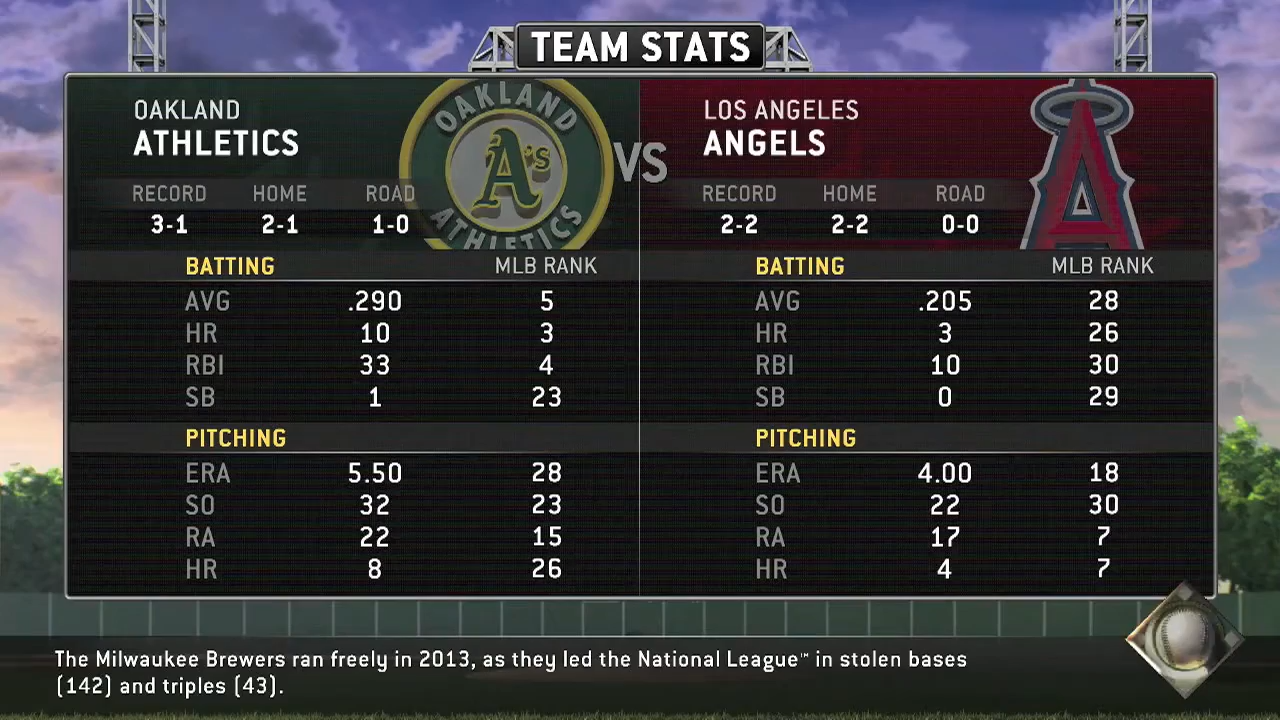 TEAM STATS
OAKLAND
ATHLETICS
OAKLAND
A's
ATHLETICS
VS
LOS ANGELES
ANGELS
A
RECORD HOME ROAD
3-1 2-1 1-0
RECORD HOME ROAD
2-2 2-2 0-0
BATTING MLB RANK
AVG .290 5
HR 10 3
RBI 33 4
SB 1 23
PITCHING
ERA 5.50 28
SO 32 23
RA 22 15
HR 8 26
BATTING MLB RANK
AVG .205 28
HR 3 26
RBI 10 30
SB 0 29
PITCHING
ERA 4.00 18
SO 22 30
RA 17 7
HR 4 7
The Milwaukee Brewers ran freely in 2013, as they led the National League™ in stolen bases
(142) and triples (43).